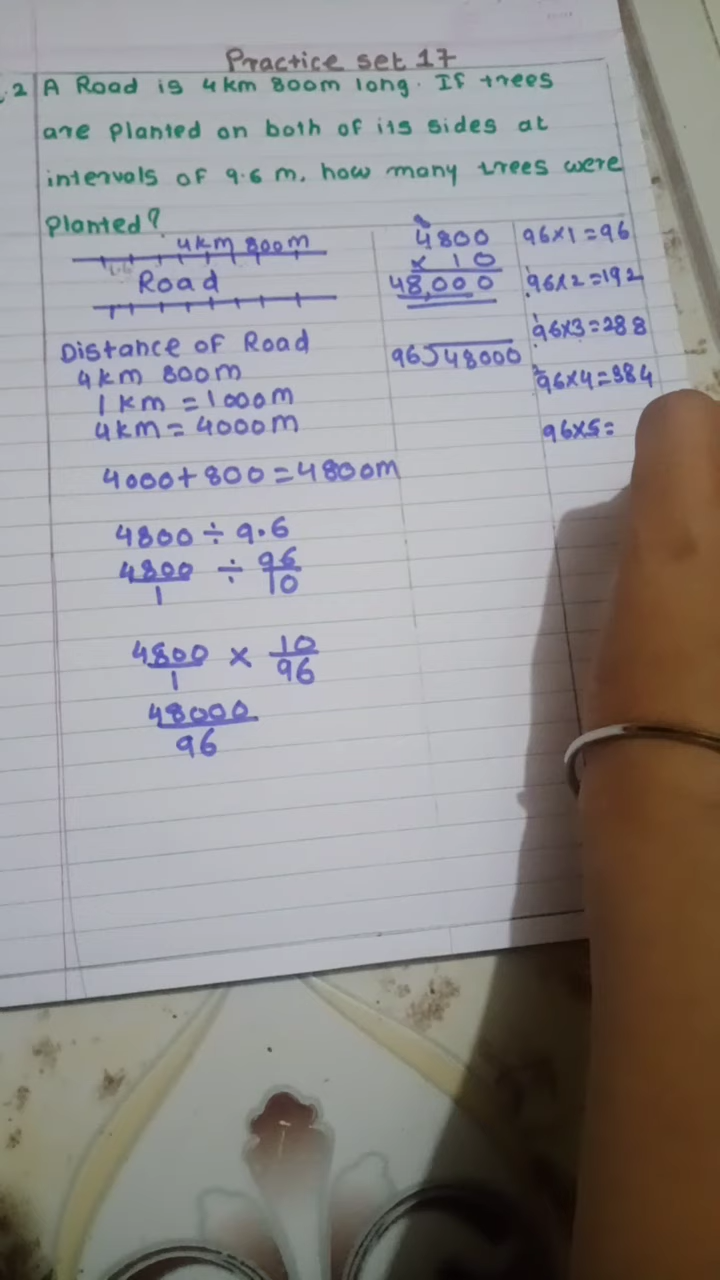 Practice set 17
.2 A Road is 4km 800m long. If trees
are planted on both of its sides at
intervals of 9.6 m, how many trees were
Planted?
4km 800m
Road
Distance of Road
4km 800m
1 km = 1000m
4km = 4000m
4000 + 800 = 4800m
4800 ÷ 9.6
4800/1 ÷ 96/10
4800/1 × 10/96
48000/96
4800
× 10
48,000
96)48000
96×1=96
96×2=192
96×3=288
96×4=384
96×5=